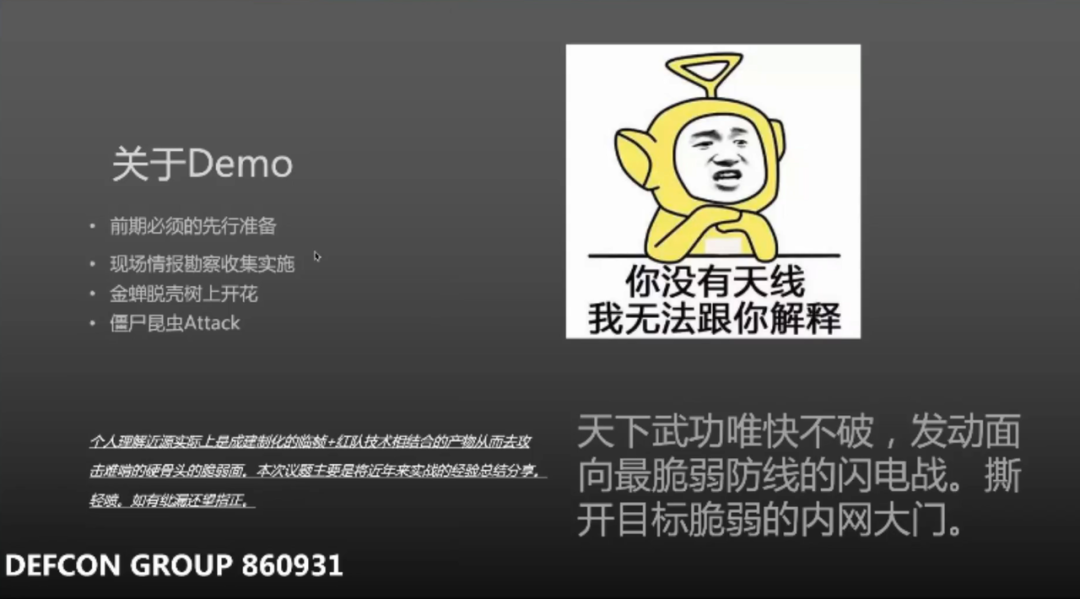 关于Demo
• 前期必须的先行准备
• 现场情报勘察收集实施
• 金蝉脱壳树上开花
• 僵尸昆虫Attack
个人理解近源实际上是成建制化的临帧+红队技术相结合的产物从而去攻
击难啃的硬骨头的脆弱面。本次议题主要是将近年来实战的经验总结分享,
轻喷。如有纰漏还望指正。
你没有天线
我无法跟你解释
天下武功唯快不破，发动面
向最脆弱防线的闪电战。撕
开目标脆弱的内网大门。
DEFCON GROUP 860931